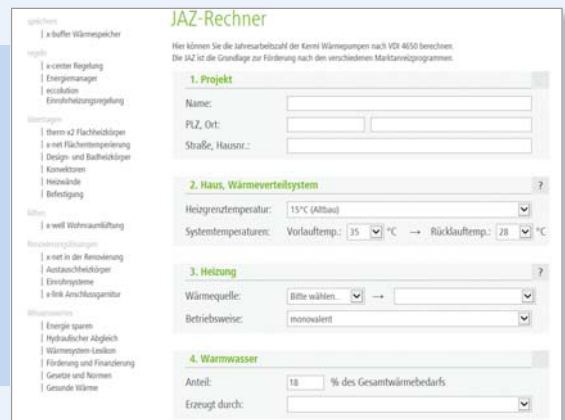 speichern
x-buffer Wärmespeicher
regeln
x-center Regelung
Energiemanager
eccolution
Einrohrheizungsregelung
übertragen
therm-x2 Flachheizkörper
x-net Flächentemperierung
Design- und Badheizkörper
Konvektoren
Heizwände
Befestigung
lüften
x-well Wohnraumlüftung
Renovierungslösungen
x-net in der Renovierung
Austauschheizkörper
Einrohrsysteme
x-link Anschlussgarnitur
Wissenswertes
Energie sparen
Hydraulischer Abgleich
Wärmesystem-Lexikon
Förderung und Finanzierung
Gesetze und Normen
Gesunde Wärme
JAZ-Rechner
Hier können Sie die Jahresarbeitszahl der Kermi Wärmepumpen nach VDI 4650 berechnen.
Die JAZ ist die Grundlage zur Förderung nach den verschiedenen Marktanreizprogrammen.
1. Projekt
Name:
PLZ, Ort:
Straße, Hausnr.:
2. Haus, Wärmeverteilsystem ?
Heizgrenztemperatur: 15°C (Altbau)
Systemtemperaturen: Vorlauftemp.: 35 °C → Rücklauftemp.: 28 °C
3. Heizung ?
Wärmequelle: Bitte wählen... →
Betriebsweise: monovalent
4. Warmwasser
Anteil: 18 % des Gesamtwärmebedarfs
Erzeugt durch: